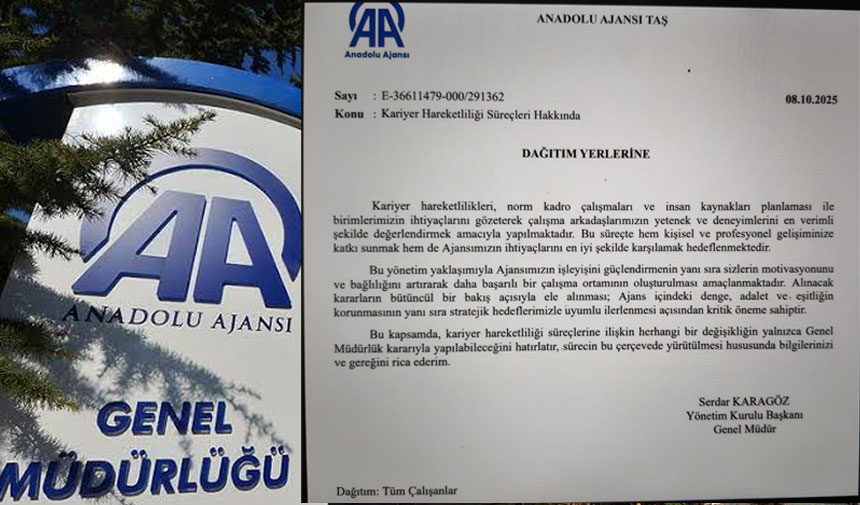 AA
ANADOLU AJANSI
GENEL
MÜDÜRLÜĞÜ
AA
Anadolu Ajansı
ANADOLU AJANSI TAŞ
Sayı : E-36611479-000/291362
08.10.2025
Konu : Kariyer Hareketliliği Süreçleri Hakkında
DAĞITIM YERLERİNE
Kariyer hareketlilikleri, norm kadro çalışmaları ve insan kaynakları planlaması ile
birimlerimizin ihtiyaçlarını gözeterek çalışma arkadaşlarımızın yetenek ve deneyimlerini en verimli
şekilde değerlendirmek amacıyla yapılmaktadır. Bu süreçte hem kişisel ve profesyonel gelişiminize
katkı sunmak hem de Ajansımızın ihtiyaçlarını en iyi şekilde karşılamak hedeflenmektedir.
Bu yönetim yaklaşımıyla Ajansımızın işleyişini güçlendirmenin yanı sıra sizlerin motivasyonunu
ve bağlılığını artırarak daha başarılı bir çalışma ortamının oluşturulması amaçlanmaktadır. Alınacak
kararların bütüncül bir bakış açısıyla ele alınması; Ajans içindeki denge, adalet ve eşitliğin
korunmasının yanı sıra stratejik hedeflerimizle uyumlu ilerlenmesi açısından kritik öneme sahiptir.
Bu kapsamda, kariyer hareketliliği süreçlerine ilişkin herhangi bir değişikliğin yalnızca Genel
Müdürlük kararıyla yapılabileceğini hatırlatır, sürecin bu çerçevede yürütülmesi hususunda bilgilerinizi
ve gereğini rica ederim.
Serdar KARAGÖZ
Yönetim Kurulu Başkanı
Genel Müdür
Dağıtım: Tüm Çalışanlar